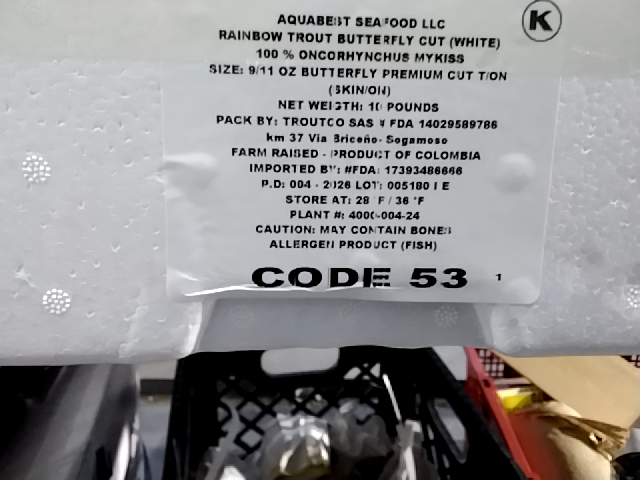 K
AQUABEST SEAFOOD LLC
RAINBOW TROUT BUTTERFLY CUT (WHITE)
100 % ONCORHYNCHUS MYKISS
SIZE: 9/11 OZ BUTTERFLY PREMIUM CUT T/ON
(SKIN/ON)
NET WEIGTH: 10 POUNDS
PACK BY: TROUTCO SAS # FDA 14029589786
km 37 Via Briceño- Sogamoso
FARM RAISED - PRODUCT OF COLOMBIA
IMPORTED BY: #FDA: 17393486666
P.D: 004 - 2026 LOT: 005180 I E
STORE AT: 28 °F / 36 °F
PLANT #: 4000-004-24
CAUTION: MAY CONTAIN BONES
ALLERGEN PRODUCT (FISH)
CODE 53 1